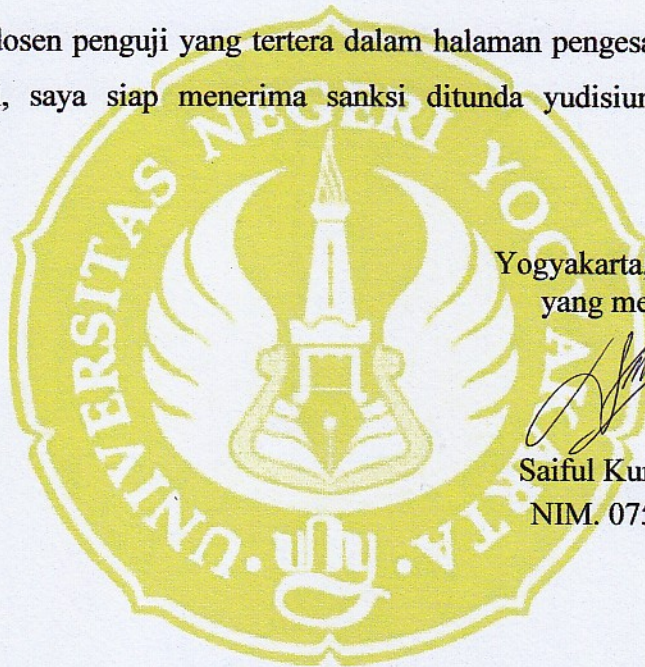 dosen penguji yang tertera dalam halaman pengesa
, saya siap menerima sanksi ditunda yudisiu
UNIVERSITAS NEGERI YOGYAKARTA
Yogyakarta,
yang me
Saiful Ku
NIM. 07